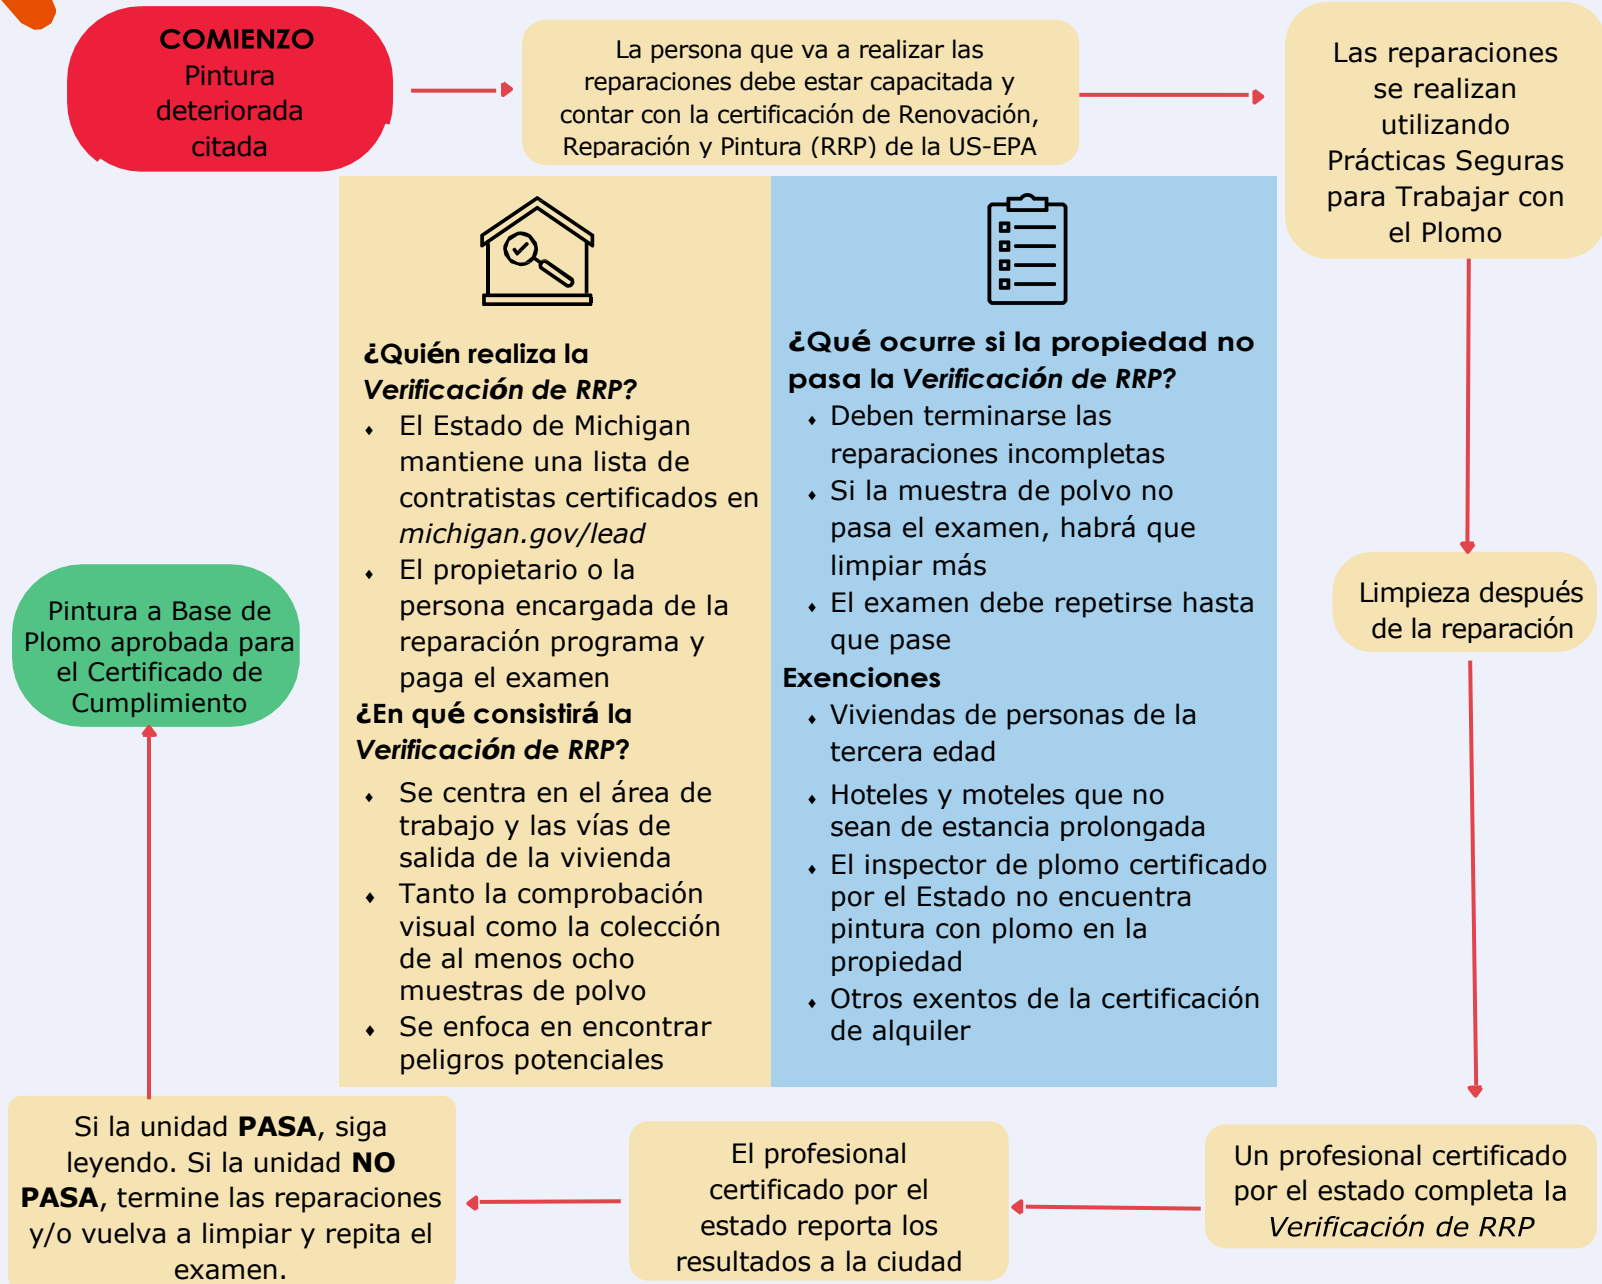 COMIENZO
Pintura
deteriorada
citada
La persona que va a realizar las
reparaciones debe estar capacitada y
contar con la certificación de Renovación,
Reparación y Pintura (RRP) de la US-EPA
Las reparaciones
se realizan
utilizando
Prácticas Seguras
para Trabajar con
el Plomo
Limpieza después
de la reparación
Un profesional certificado
por el estado completa la
Verificación de RRP
El profesional
certificado por el
estado reporta los
resultados a la ciudad
Si la unidad PASA, siga
leyendo. Si la unidad NO
PASA, termine las reparaciones
y/o vuelva a limpiar y repita el
examen.
Pintura a Base de
Plomo aprobada para
el Certificado de
Cumplimiento
¿Quién realiza la
Verificación de RRP?
⬧ El Estado de Michigan
mantiene una lista de
contratistas certificados en
michigan.gov/lead
⬧ El propietario o la
persona encargada de la
reparación programa y
paga el examen
¿En qué consistirá la
Verificación de RRP?
⬧ Se centra en el área de
trabajo y las vías de
salida de la vivienda
⬧ Tanto la comprobación
visual como la colección
de al menos ocho
muestras de polvo
⬧ Se enfoca en encontrar
peligros potenciales
¿Qué ocurre si la propiedad no
pasa la Verificación de RRP?
⬧ Deben terminarse las
reparaciones incompletas
⬧ Si la muestra de polvo no
pasa el examen, habrá que
limpiar más
⬧ El examen debe repetirse hasta
que pase
Exenciones
⬧ Viviendas de personas de la
tercera edad
⬧ Hoteles y moteles que no
sean de estancia prolongada
⬧ El inspector de plomo certificado
por el Estado no encuentra
pintura con plomo en la
propiedad
⬧ Otros exentos de la certificación
de alquiler